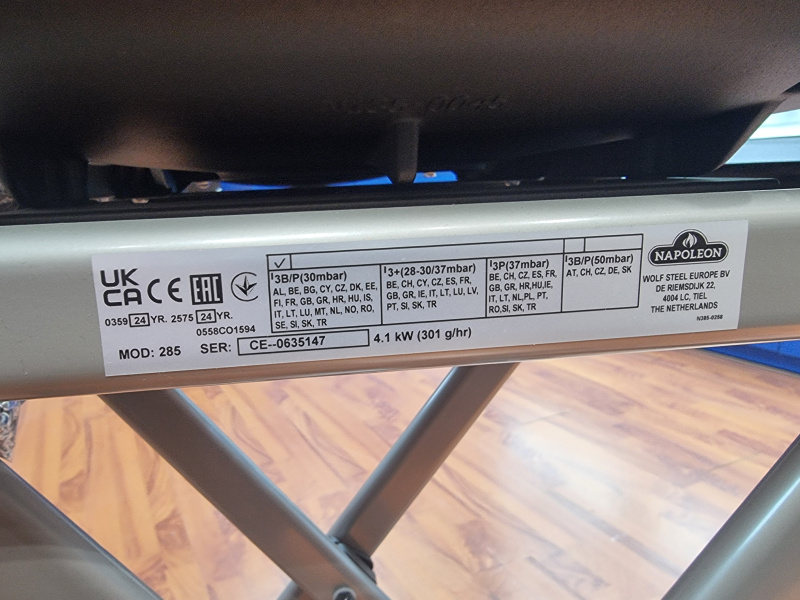 UK
CA CE EAC
0359 24 YR. 2575 24 YR.
0558CO1594
MOD: 285 SER: CE--0635147 4.1 kW (301 g/hr)
I3B/P(30mbar)
AL, BE, BG, CY, CZ, DK, EE,
FI, FR, GB, GR, HR, HU, IS,
IT, LT, LU, MT, NL, NO, RO,
SE, SI, SK, TR
I3+(28-30/37mbar)
BE, CH, CY, CZ, ES, FR,
GB, GR, IE, IT, LT, LU, LV,
PT, SI, SK, TR
I3P(37mbar)
BE, CH, CZ, ES, FR,
GB, GR, HR,HU,IE,
IT, LT, NL,PL, PT,
RO,SI, SK, TR
I3B/P(50mbar)
AT, CH, CZ, DE, SK
NAPOLEON
WOLF STEEL EUROPE BV
DE RIEMSDIJK 22,
4004 LC, TIEL
THE NETHERLANDS
N385-0258